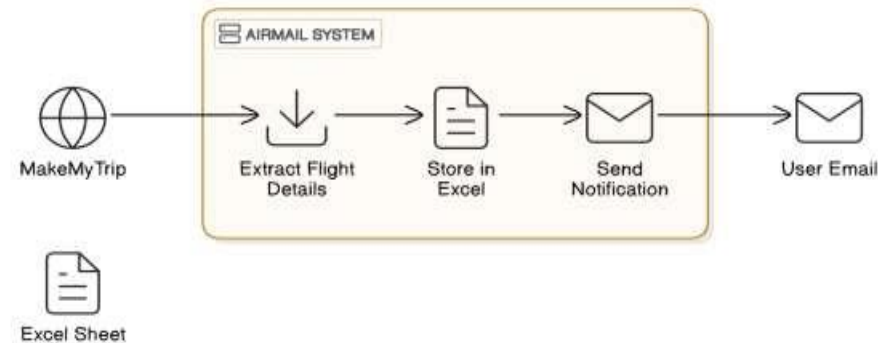 AIRMAIL SYSTEM
MakeMyTrip
Extract Flight
Details
Store in
Excel
Send
Notification
User Email
Excel Sheet